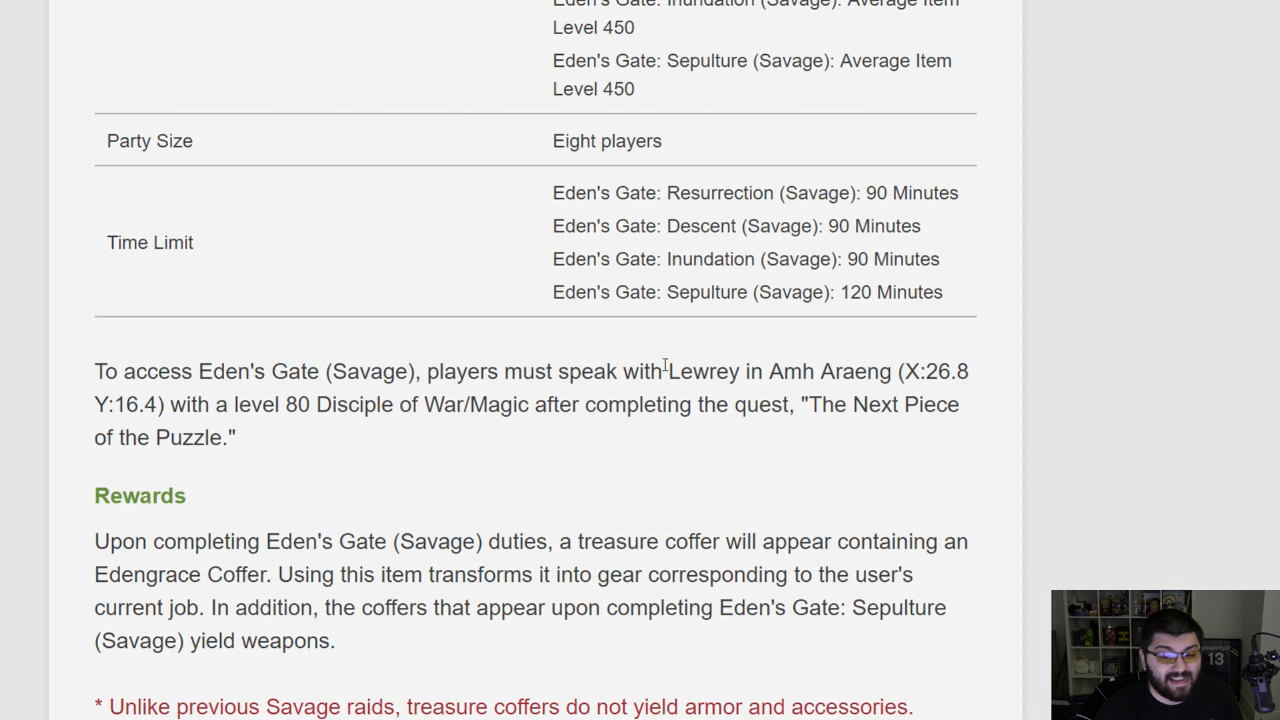 Eden's Gate: Inundation (Savage): Average Item
Level 450
Eden's Gate: Sepulture (Savage): Average Item
Level 450
Party Size
Eight players
Time Limit
Eden's Gate: Resurrection (Savage): 90 Minutes
Eden's Gate: Descent (Savage): 90 Minutes
Eden's Gate: Inundation (Savage): 90 Minutes
Eden's Gate: Sepulture (Savage): 120 Minutes
To access Eden's Gate (Savage), players must speak with Lewrey in Amh Araeng (X:26.8
Y:16.4) with a level 80 Disciple of War/Magic after completing the quest, "The Next Piece
of the Puzzle."
Rewards
Upon completing Eden's Gate (Savage) duties, a treasure coffer will appear containing an
Edengrace Coffer. Using this item transforms it into gear corresponding to the user's
current job. In addition, the coffers that appear upon completing Eden's Gate: Sepulture
(Savage) yield weapons.
* Unlike previous Savage raids, treasure coffers do not yield armor and accessories.
13